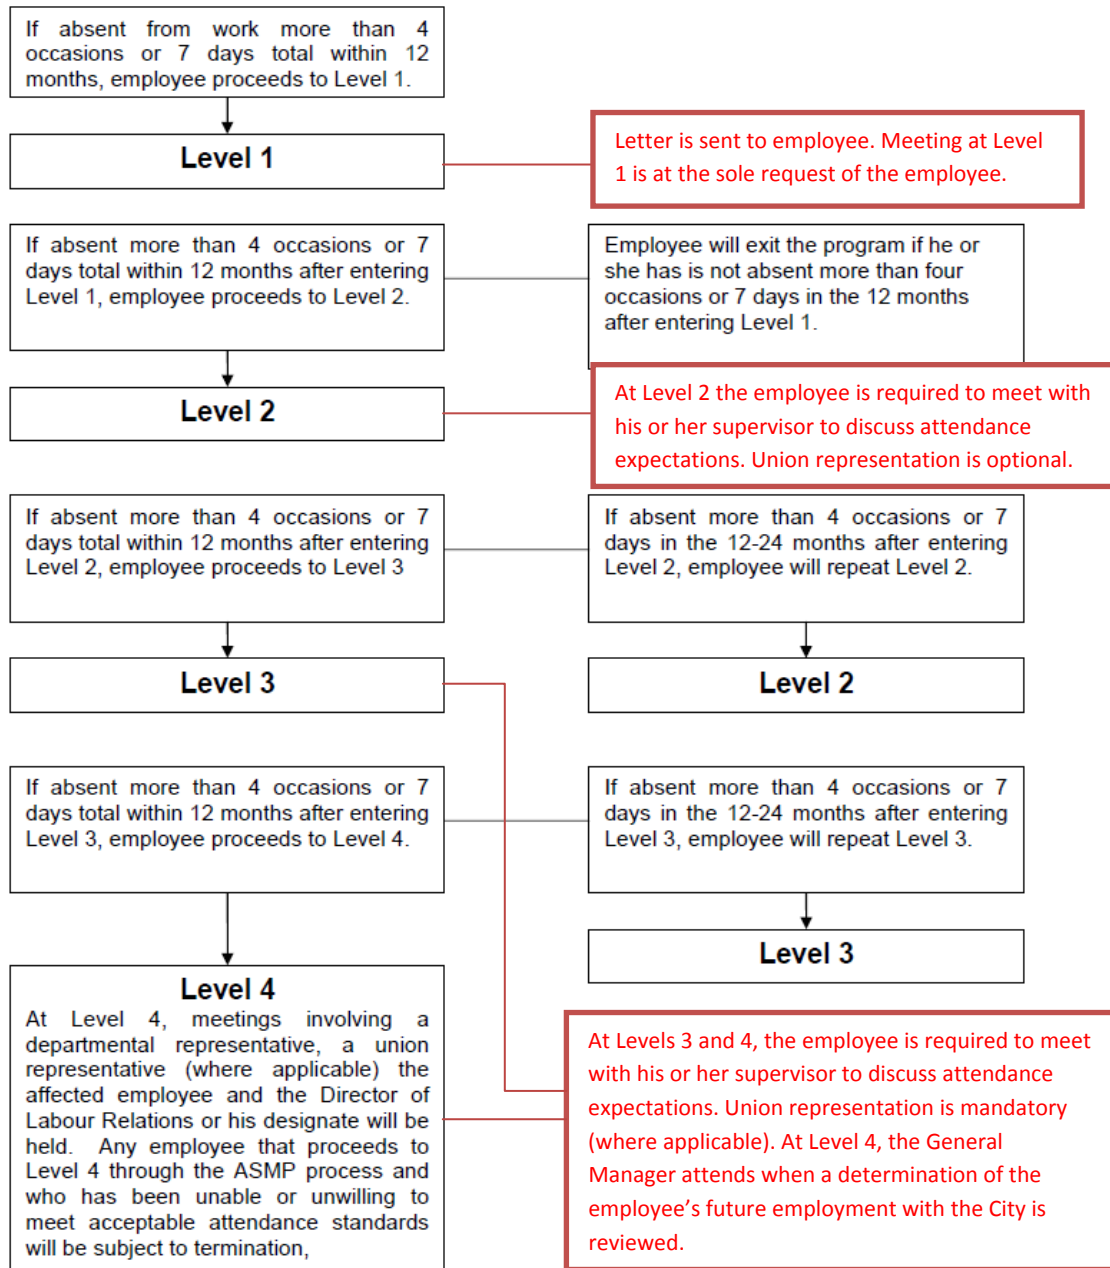 If absent from work more than 4
occasions or 7 days total within 12
months, employee proceeds to Level 1.
Level 1
Letter is sent to employee. Meeting at Level
1 is at the sole request of the employee.
If absent more than 4 occasions or 7
days total within 12 months after entering
Level 1, employee proceeds to Level 2.
Employee will exit the program if he or
she has is not absent more than four
occasions or 7 days in the 12 months
after entering Level 1.
Level 2
At Level 2 the employee is required to meet with
his or her supervisor to discuss attendance
expectations. Union representation is optional.
If absent more than 4 occasions or 7
days total within 12 months after entering
Level 2, employee proceeds to Level 3
If absent more than 4 occasions or 7
days in the 12-24 months after entering
Level 2, employee will repeat Level 2.
Level 3
Level 2
If absent more than 4 occasions or 7
days total within 12 months after entering
Level 3, employee proceeds to Level 4.
If absent more than 4 occasions or 7
days in the 12-24 months after entering
Level 3, employee will repeat Level 3.
Level 3
Level 4
At Level 4, meetings involving a
departmental representative, a union
representative (where applicable) the
affected employee and the Director of
Labour Relations or his designate will be
held. Any employee that proceeds to
Level 4 through the ASMP process and
who has been unable or unwilling to
meet acceptable attendance standards
will be subject to termination,
At Levels 3 and 4, the employee is required to meet
with his or her supervisor to discuss attendance
expectations. Union representation is mandatory
(where applicable). At Level 4, the General
Manager attends when a determination of the
employee’s future employment with the City is
reviewed.